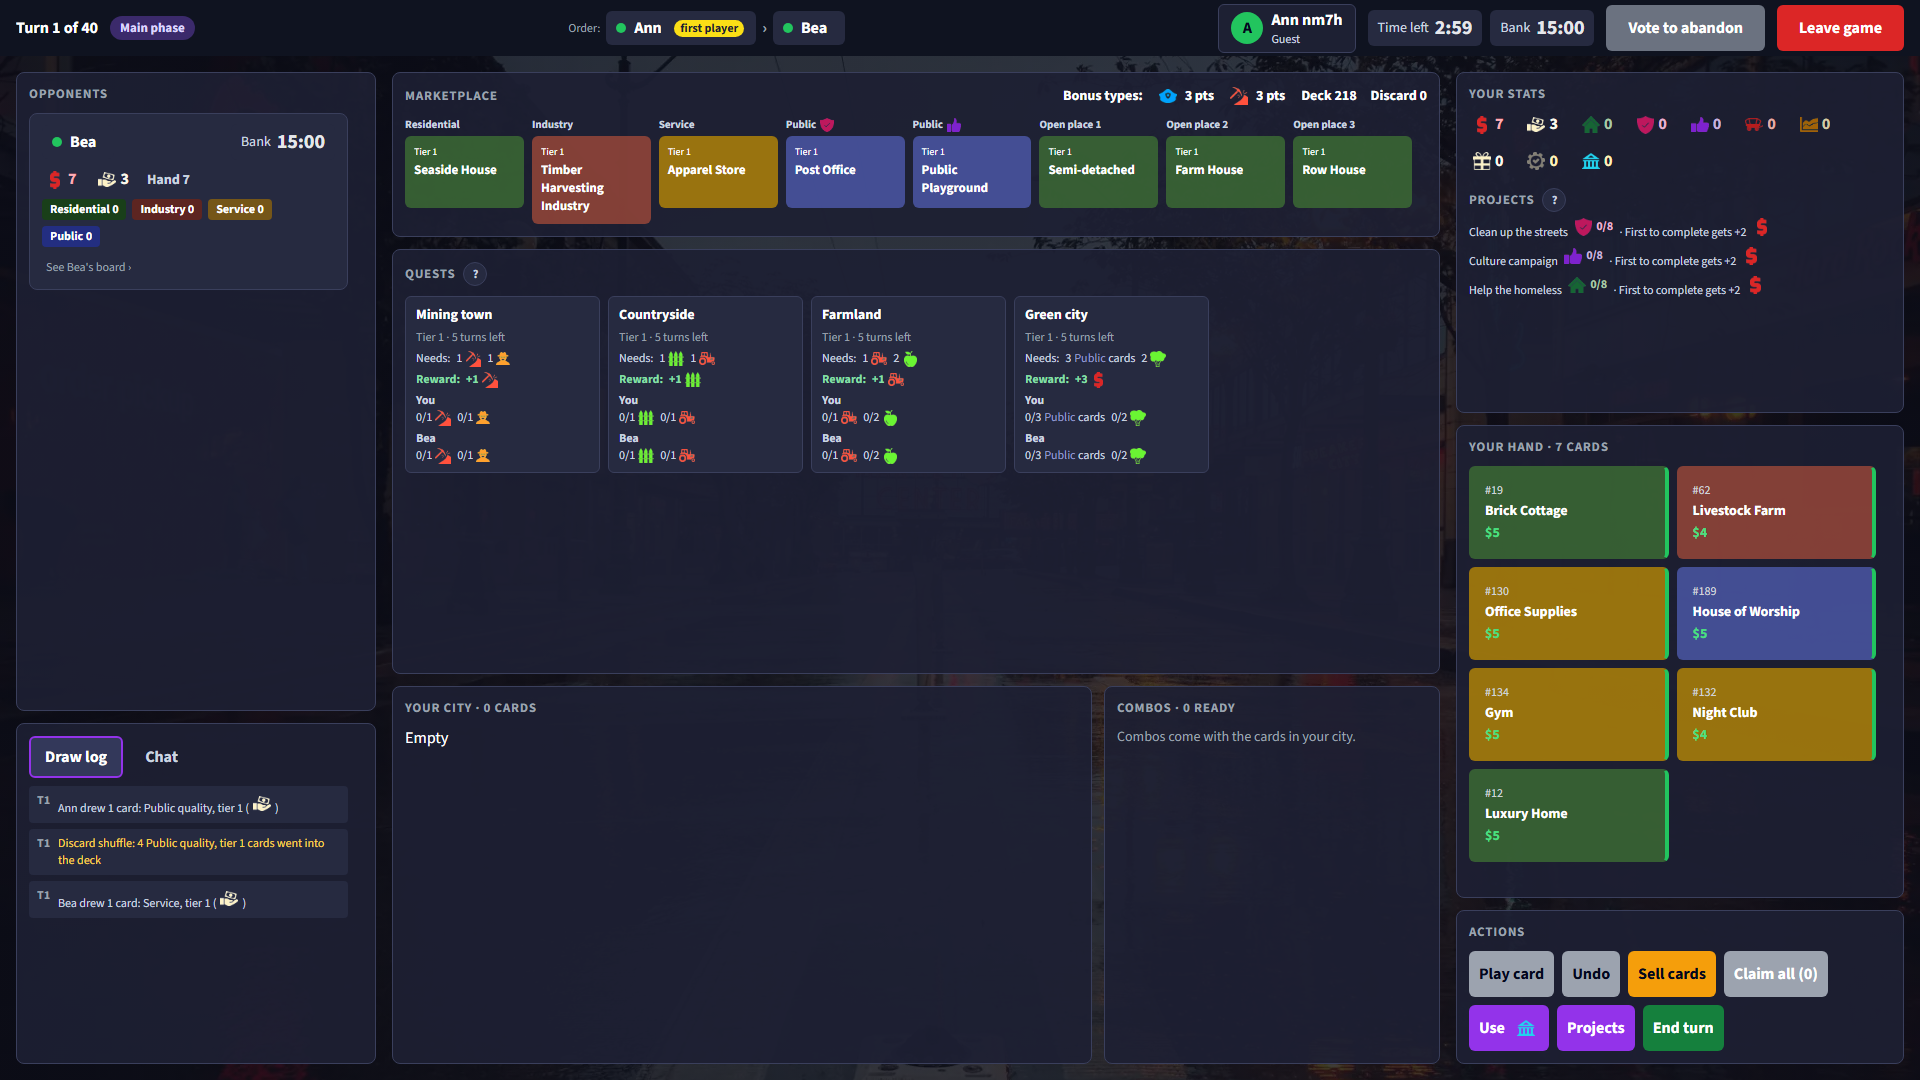 Turn 1 of 40 Main phase
Order: Ann first player › Bea
A Ann nm7h
Guest
Time left 2:59
Bank 15:00
Vote to abandon
Leave game
OPPONENTS
Bea Bank 15:00
7 3 Hand 7
Residential 0 Industry 0 Service 0
Public 0
See Bea's board ›
MARKETPLACE
Bonus types: 3 pts 3 pts Deck 218 Discard 0
Residential
Tier 1
Seaside House
Industry
Tier 1
Timber
Harvesting
Industry
Service
Tier 1
Apparel Store
Public
Tier 1
Post Office
Public
Tier 1
Public
Playground
Open place 1
Tier 1
Semi-detached
Open place 2
Tier 1
Farm House
Open place 3
Tier 1
Row House
QUESTS ?
Mining town
Tier 1 · 5 turns left
Needs: 1 1
Reward: +1
You
0/1 0/1
Bea
0/1 0/1
Countryside
Tier 1 · 5 turns left
Needs: 1 1
Reward: +1
You
0/1 0/1
Bea
0/1 0/1
Farmland
Tier 1 · 5 turns left
Needs: 1 2
Reward: +1
You
0/1 0/2
Bea
0/1 0/2
Green city
Tier 1 · 5 turns left
Needs: 3 Public cards 2
Reward: +3
You
0/3 Public cards 0/2
Bea
0/3 Public cards 0/2
YOUR STATS
7 3 0 0 0 0 0
0 0 0
PROJECTS ?
Clean up the streets 0/8 · First to complete gets +2
Culture campaign 0/8 · First to complete gets +2
Help the homeless 0/8 · First to complete gets +2
YOUR HAND · 7 CARDS
#19
Brick Cottage
$5
#62
Livestock Farm
$4
#130
Office Supplies
$5
#189
House of Worship
$5
#134
Gym
$5
#132
Night Club
$4
#12
Luxury Home
$5
Draw log Chat
T1 Ann drew 1 card: Public quality, tier 1 ( )
T1 Discard shuffle: 4 Public quality, tier 1 cards went into
the deck
T1 Bea drew 1 card: Service, tier 1 ( )
YOUR CITY · 0 CARDS
Empty
COMBOS · 0 READY
Combos come with the cards in your city.
ACTIONS
Play card Undo Sell cards Claim all (0)
Use Projects End turn